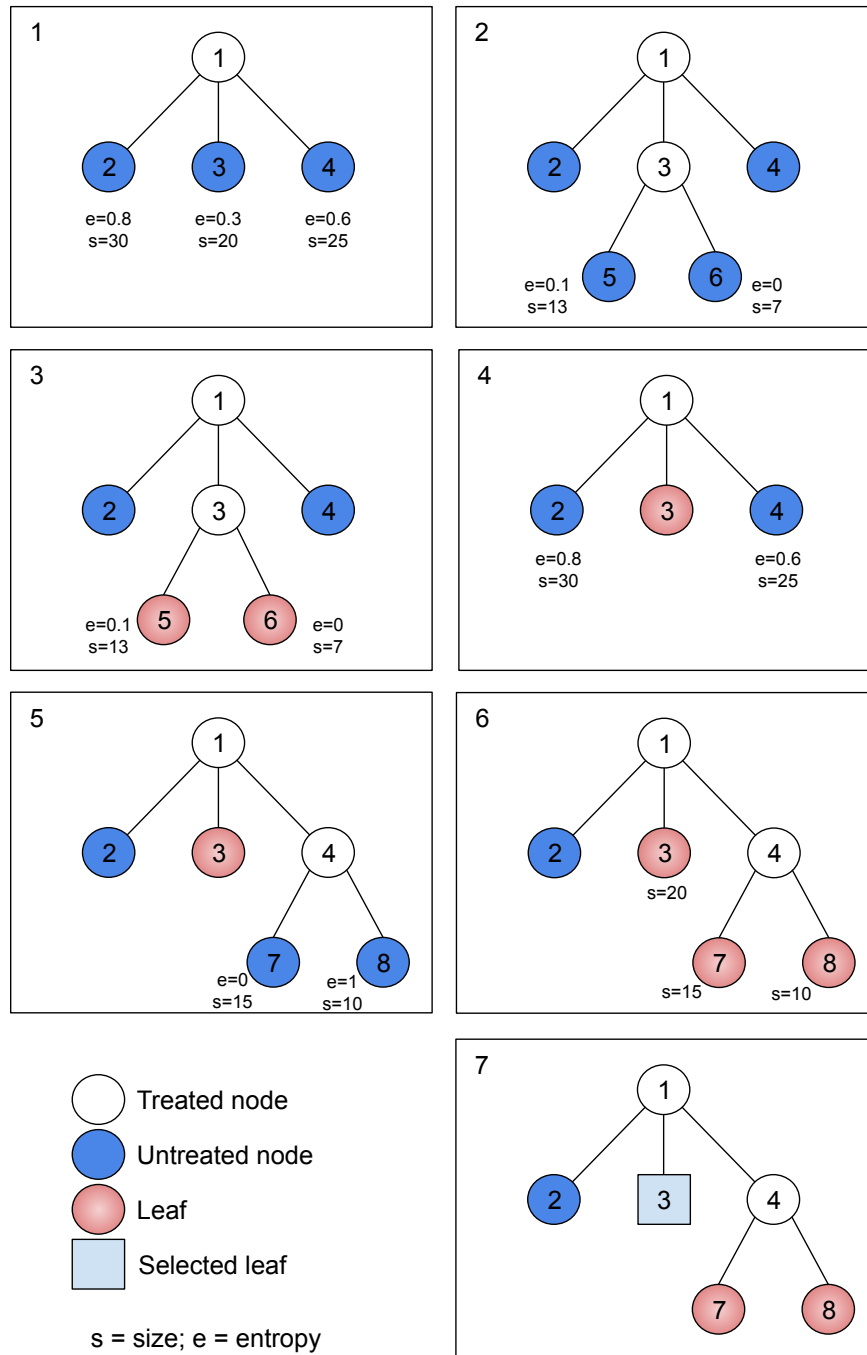 1
1
2 3 4
e=0.8 e=0.3 e=0.6
s=30 s=20 s=25
2
1
2 3 4
5 6
e=0.1 e=0
s=13 s=7
3
1
2 3 4
5 6
e=0.1 e=0
s=13 s=7
4
1
2 3 4
e=0.8 e=0.6
s=30 s=25
5
1
2 3 4
7 8
e=0 e=1
s=15 s=10
6
1
2 3 4
s=20
7 8
s=15 s=10
Treated node
Untreated node
Leaf
Selected leaf
s = size; e = entropy
7
1
2 3 4
7 8